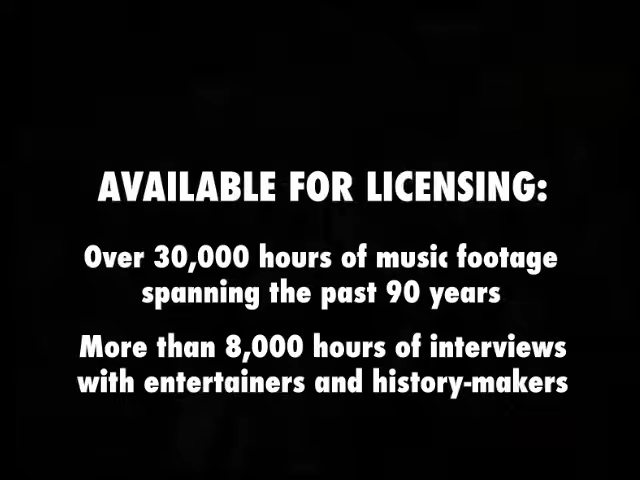 AVAILABLE FOR LICENSING:
Over 30,000 hours of music footage
spanning the past 90 years
More than 8,000 hours of interviews
with entertainers and history-makers